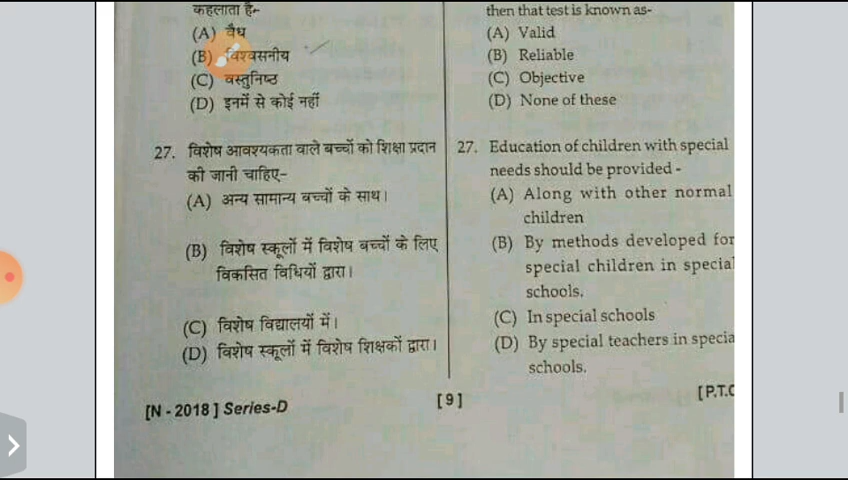 कहलाता है-
(A) वैध
(B) विश्वसनीय
(C) वस्तुनिष्ठ
(D) इनमें से कोई नहीं
27. विशेष आवश्यकता वाले बच्चों को शिक्षा प्रदान
की जानी चाहिए-
(A) अन्य सामान्य बच्चों के साथ।
(B) विशेष स्कूलों में विशेष बच्चों के लिए
विकसित विधियों द्वारा।
(C) विशेष विद्यालयों में।
(D) विशेष स्कूलों में विशेष शिक्षकों द्वारा।
then that test is known as-
(A) Valid
(B) Reliable
(C) Objective
(D) None of these
27. Education of children with special
needs should be provided -
(A) Along with other normal
children
(B) By methods developed for
special children in special
schools.
(C) In special schools
(D) By special teachers in specia
schools.
[N - 2018 ] Series-D
[ 9 ]
[P.T.O